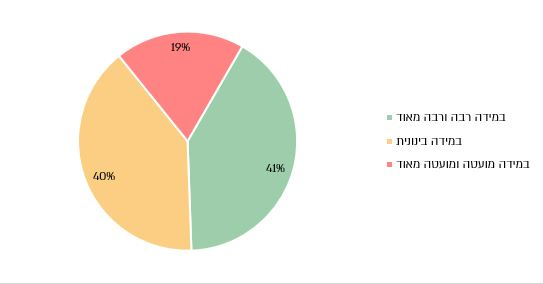 19%
41%
40%
במידה רבה ורבה מאוד
במידה בינונית
במידה מועטה ומועטה מאוד